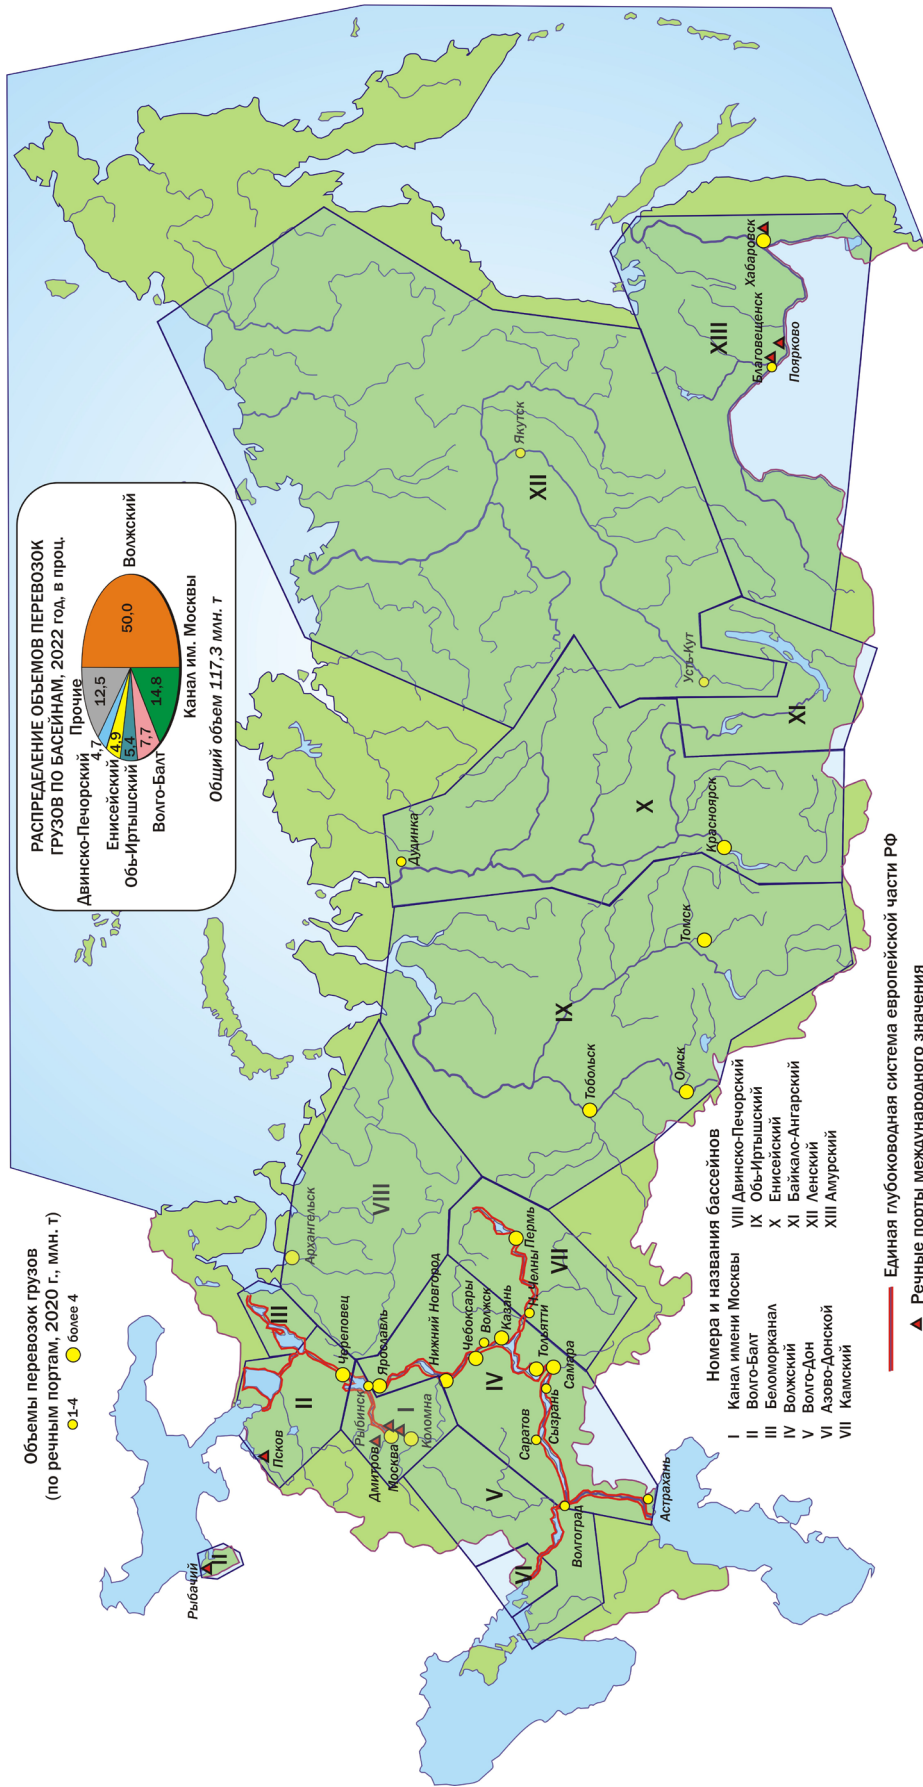 РАСПРЕДЕЛЕНИЕ ОБЪЕМОВ ПЕРЕВОЗОК
ГРУЗОВ ПО БАСЕЙНАМ, 2022 год, в проц.
Двинско-Печорский
4,7
Прочие
12,5
Енисейский
4,9
Обь-Иртышский
5,4
Волго-Балт
7,7
Канал им. Москвы
14,8
Волжский
50,0
Общий объем 117,3 млн. т
Объемы перевозок грузов
(по речным портам, 2020 г., млн. т)
1-4
более 4
Рыбачий
II
Псков
II
III
Архангельск
VIII
Череповец
Рыбинск
Ярославль
Дмитров
Москва
I
Коломна
Нижний Новгород
Чебоксары
Волжск
Казань
IV
Н. Челны
Пермь
VII
Тольятти
Самара
Сызрань
Саратов
V
VI
Волгоград
Астрахань
Дудинка
IX
Тобольск
Омск
Томск
X
Красноярск
XI
Усть-Кут
XII
Якутск
XIII
Благовещенск
Поярково
Хабаровск
Номера и названия бассейнов
I Канал имени Москвы
II Волго-Балт
III Беломорканал
IV Волжский
V Волго-Дон
VI Азово-Донской
VII Камский
VIII Двинско-Печорский
IX Обь-Иртышский
X Енисейский
XI Байкало-Ангарский
XII Ленский
XIII Амурский
Единая глубоководная система европейской части РФ
Речные порты международного значения